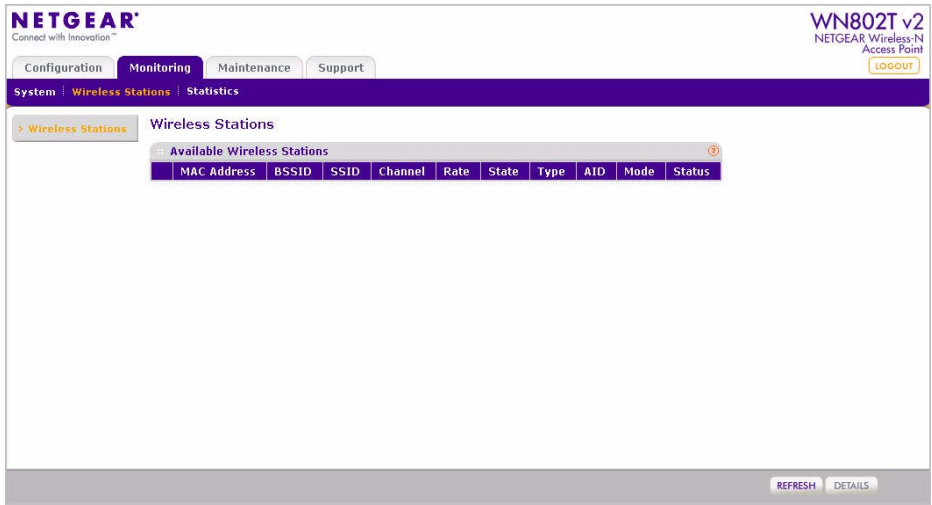 NETGEAR®
Connect with Innovation™
WN802T v2
NETGEAR Wireless-N
Access Point
LOGOUT
Configuration Monitoring Maintenance Support
System Wireless Stations Statistics
> Wireless Stations
Wireless Stations
Available Wireless Stations ?
MAC Address BSSID SSID Channel Rate State Type AID Mode Status
REFRESH DETAILS